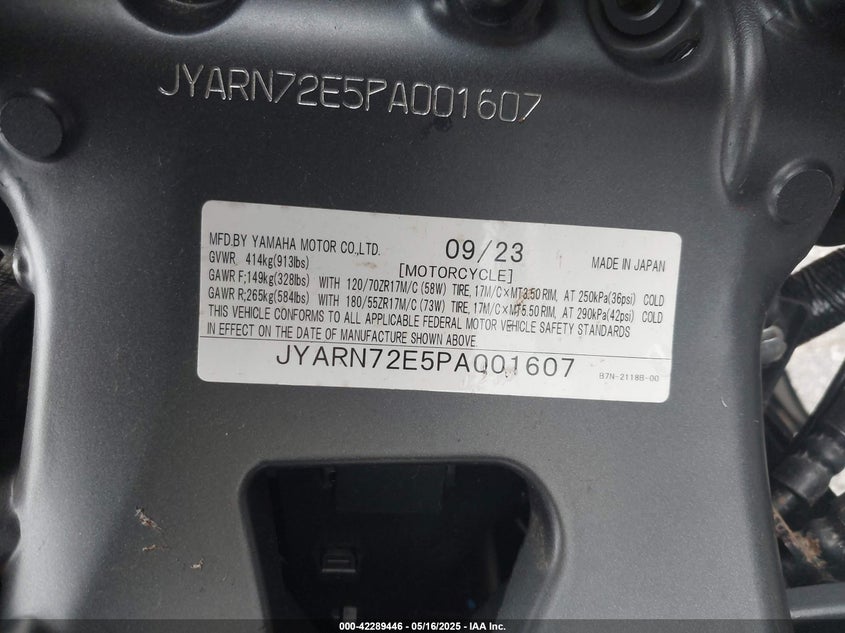 JYARN72E5PA001607
MFD.BY YAMAHA MOTOR CO.,LTD. 09/23 MADE IN JAPAN
GVWR 414kg(913lbs) [MOTORCYCLE]
GAWR F;149kg(328lbs) WITH 120/70ZR17M/C (58W) TIRE, 17M/C×MT3.50 RIM, AT 250kPa(36psi) COLD
GAWR R;265kg(584lbs) WITH 180/55ZR17M/C (73W) TIRE, 17M/C×MT5.50 RIM, AT 290kPa(42psi) COLD
THIS VEHICLE CONFORMS TO ALL APPLICABLE FEDERAL MOTOR VEHICLE SAFETY STANDARDS
IN EFFECT ON THE DATE OF MANUFACTURE SHOWN ABOVE.
JYARN72E5PA001607 B7N-2118B-00
000-42289446 - 05/16/2025 - IAA Inc.